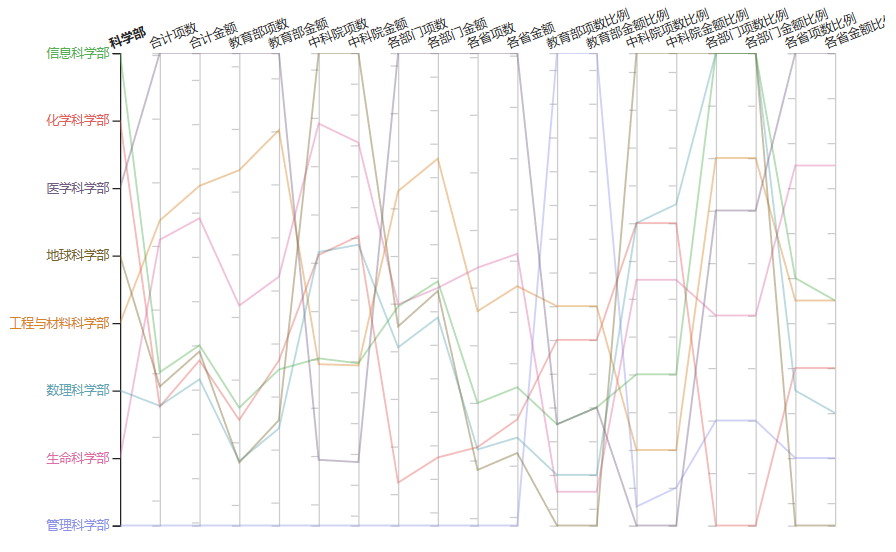 科学部
合计项数
合计金额
教育部项数
教育部金额
中科院项数
中科院金额
各部门项数
各部门金额
各省项数
各省金额
教育部项数比例
教育部金额比例
中科院项数比例
中科院金额比例
各部门项数比例
各部门金额比例
各省项数比例
各省金额比
信息科学部
化学科学部
医学科学部
地球科学部
工程与材料科学部
数理科学部
生命科学部
管理科学部